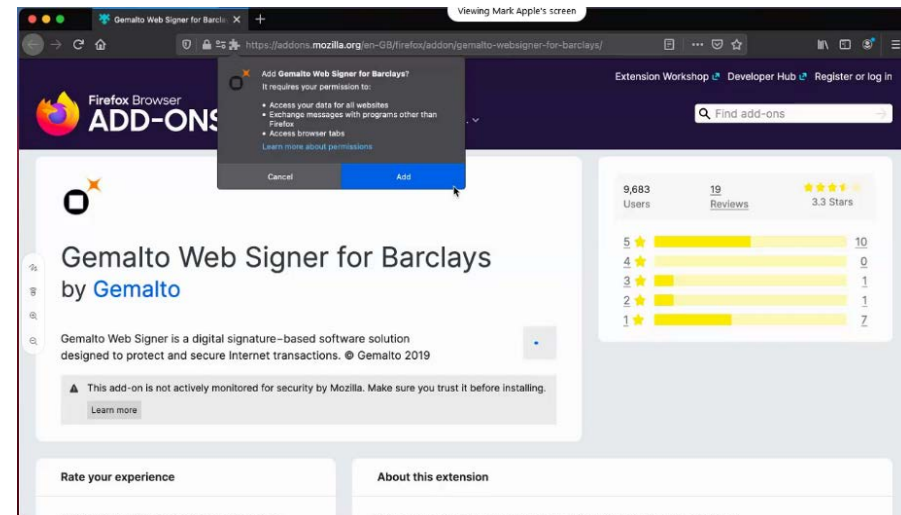 Viewing Mark Apple's screen
Gemalto Web Signer for Barcla
https://addons.mozilla.org/en-GB/firefox/addon/gemalto-websigner-for-barclays/
Add Gemalto Web Signer for Barclays?
It requires your permission to:
• Access your data for all websites
• Exchange messages with programs other than
Firefox
• Access browser tabs
Learn more about permissions
Cancel
Add
Extension Workshop
Developer Hub
Register or log in
Firefox Browser
ADD-ONS
Find add-ons
Gemalto Web Signer for Barclays
by Gemalto
Gemalto Web Signer is a digital signature-based software solution
designed to protect and secure Internet transactions. © Gemalto 2019
This add-on is not actively monitored for security by Mozilla. Make sure you trust it before installing.
Learn more
9,683
Users
19
Reviews
3.3 Stars
5 10
4 0
3 1
2 1
1 7
Rate your experience
About this extension